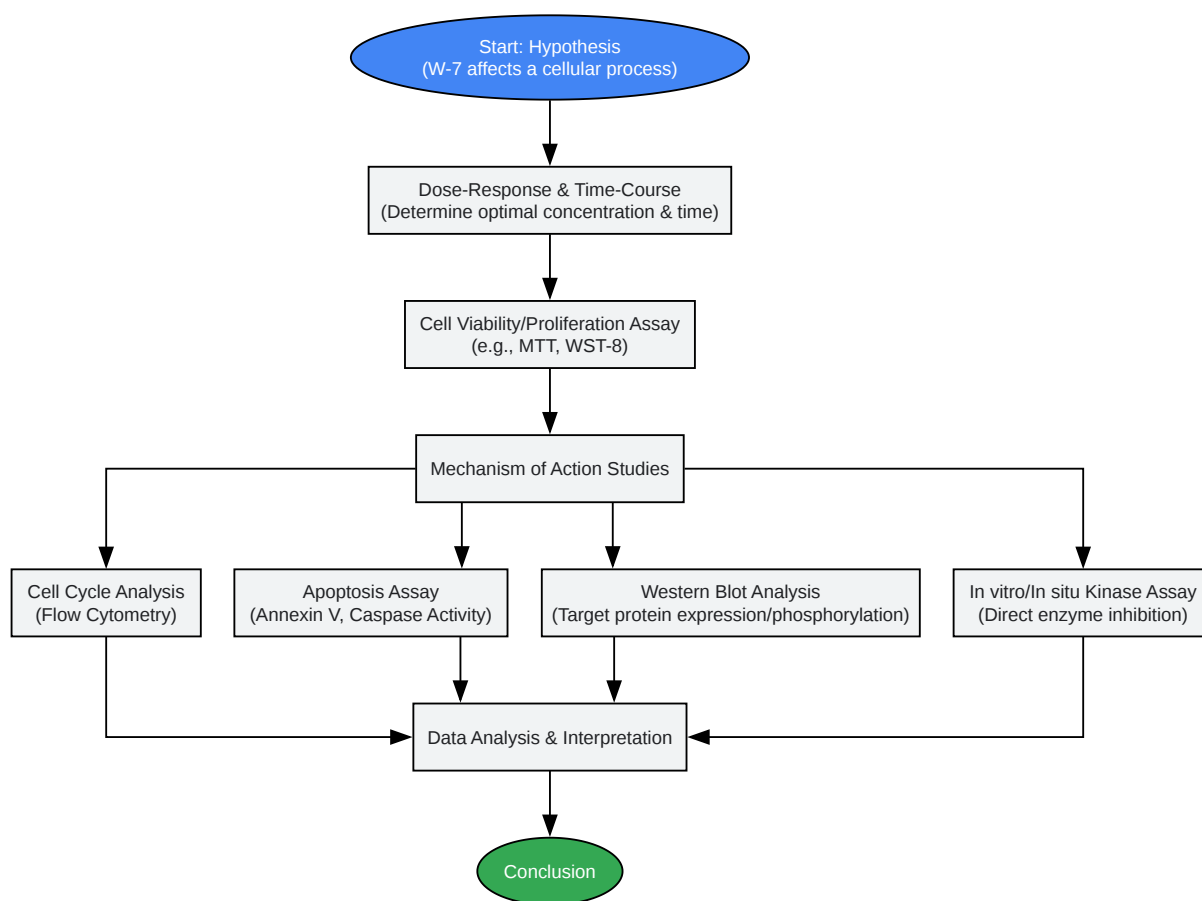 Start: Hypothesis
(W-7 affects a cellular process)
Dose-Response & Time-Course
(Determine optimal concentration & time)
Cell Viability/Proliferation Assay
(e.g., MTT, WST-8)
Mechanism of Action Studies
Cell Cycle Analysis
(Flow Cytometry)
Apoptosis Assay
(Annexin V, Caspase Activity)
Western Blot Analysis
(Target protein expression/phosphorylation)
In vitro/In situ Kinase Assay
(Direct enzyme inhibition)
Data Analysis & Interpretation
Conclusion